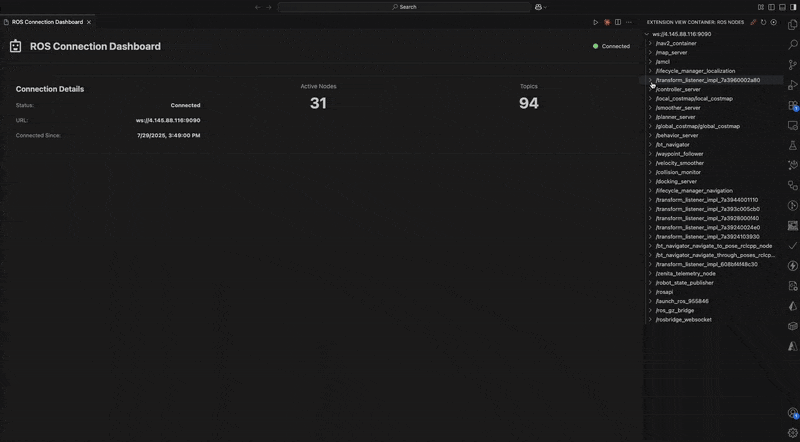 Search
ROS Connection Dashboard
ROS Connection Dashboard
Connected
Connection Details
Status:
Connected
URL:
ws://4.145.88.116:9090
Connected Since:
7/29/2025, 3:49:00 PM
Active Nodes
31
Topics
94
EXTENSION VIEW CONTAINER: ROS NODES
ws://4.145.88.116:9090
/nav2_container
/map_server
/amcl
/lifecycle_manager_localization
/transform_listener_impl_7a3960002a80
/controller_server
/local_costmap/local_costmap
/smoother_server
/planner_server
/global_costmap/global_costmap
/behavior_server
/bt_navigator
/waypoint_follower
/velocity_smoother
/collision_monitor
/docking_server
/lifecycle_manager_navigation
/transform_listener_impl_7a3944001110
/transform_listener_impl_7a393c005cb0
/transform_listener_impl_7a3928000f40
/transform_listener_impl_7a39240024e0
/transform_listener_impl_7a3924103930
/bt_navigator_navigate_to_pose_rclcpp_node
/bt_navigator_navigate_through_poses_rclcp...
/transform_listener_impl_608bf4f48c30
/zenita_telemetry_node
/robot_state_publisher
/rosapi
/launch_ros_955846
/ros_gz_bridge
/rosbridge_websocket